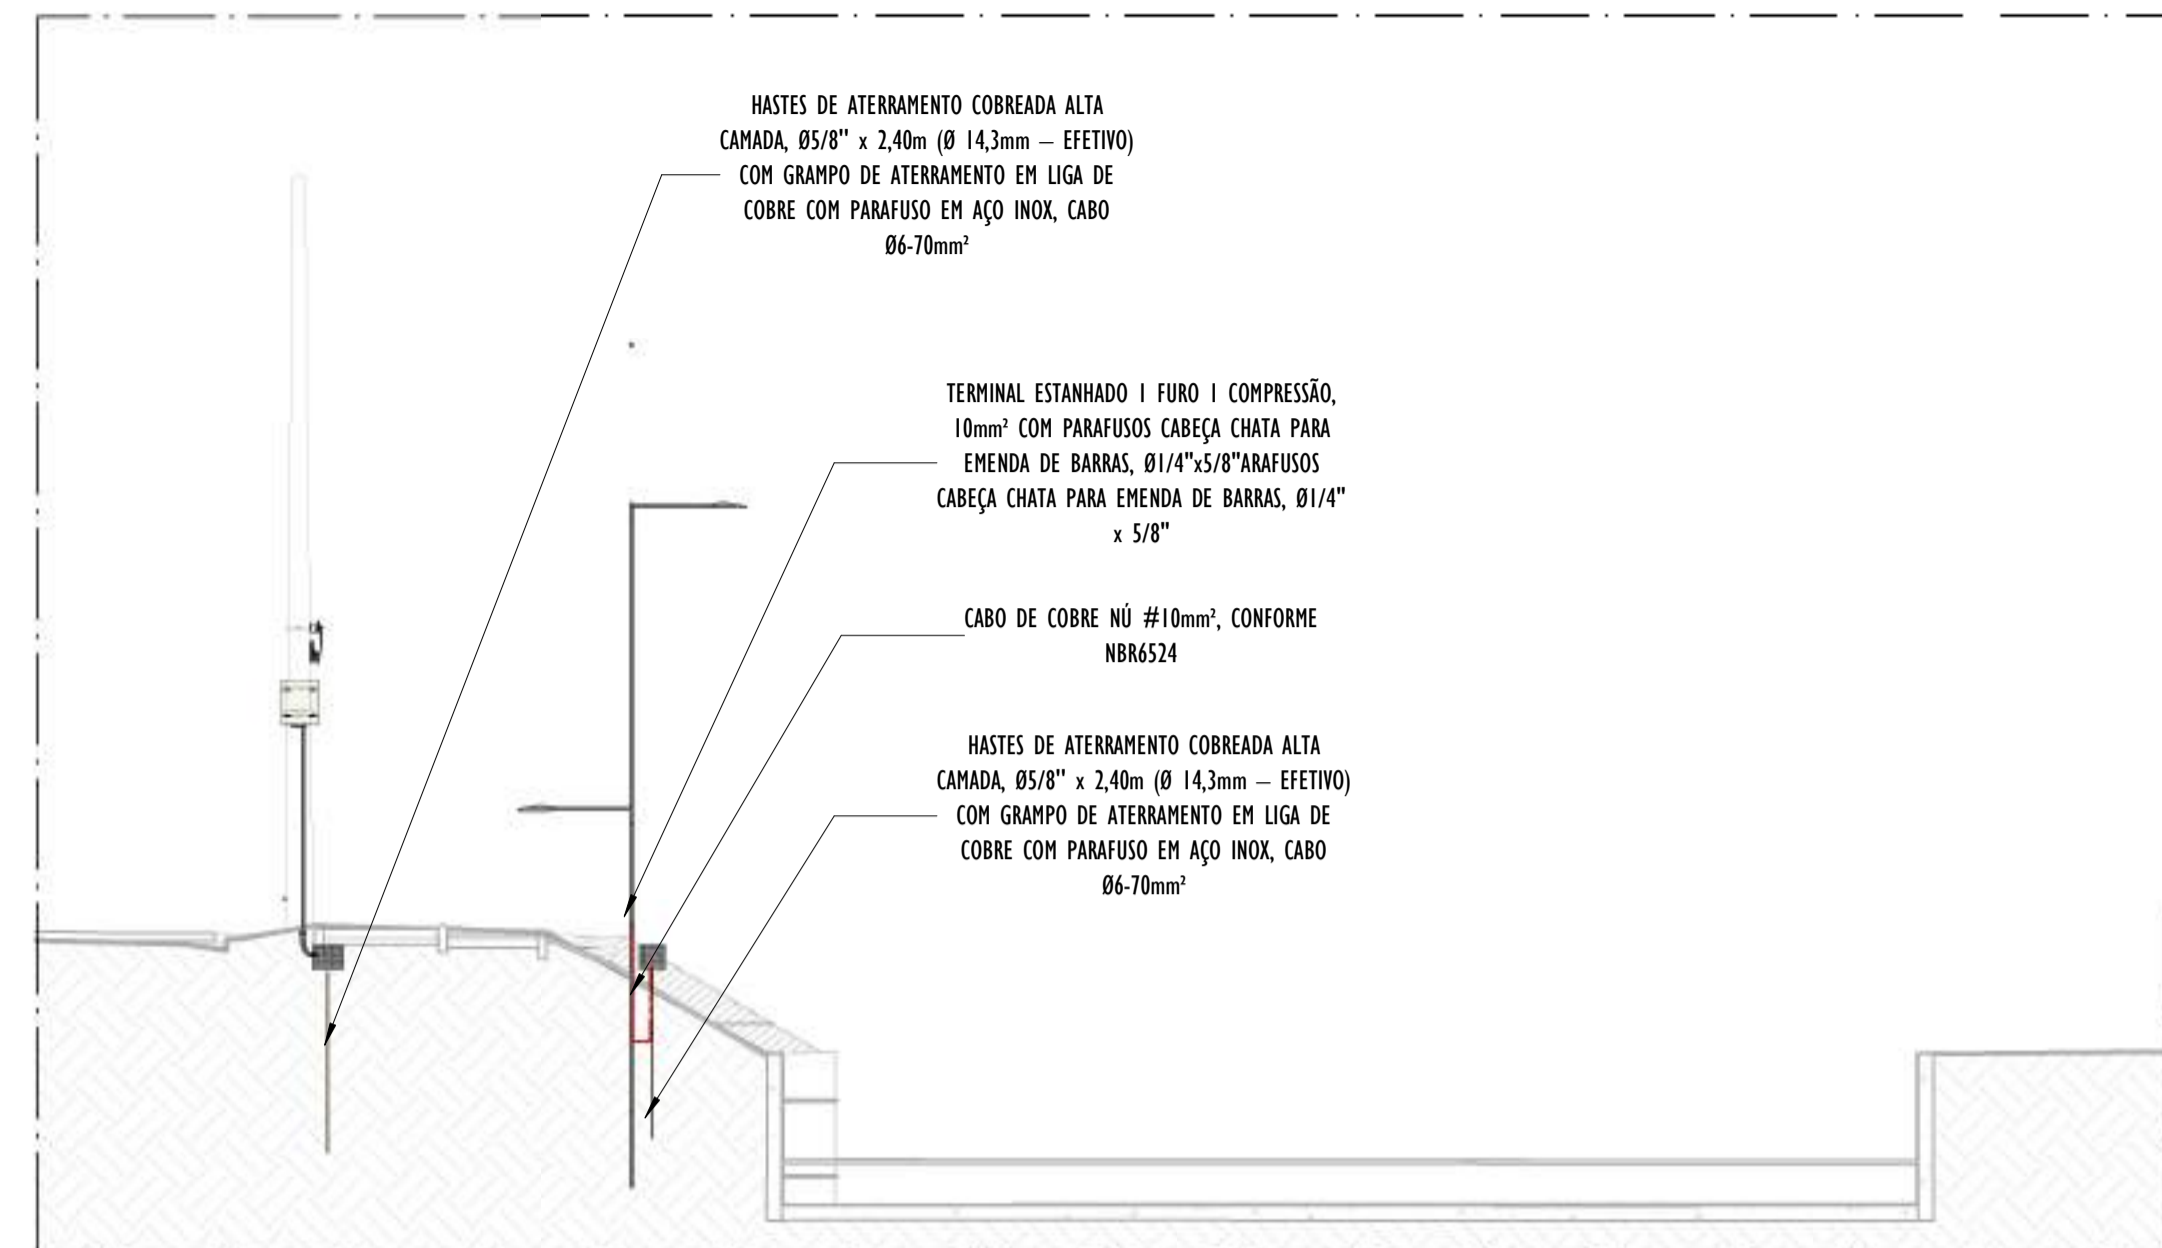 HASTES DE ATERRAMENTO COBREADA ALTA
CAMADA, Ø5/8" x 2,40m (Ø 14,3mm – EFETIVO)
COM GRAMPO DE ATERRAMENTO EM LIGA DE
COBRE COM PARAFUSO EM AÇO INOX, CABO
Ø6-70mm²
TERMINAL ESTANHADO 1 FURO 1 COMPRESSÃO,
10mm² COM PARAFUSOS CABEÇA CHATA PARA
EMENDA DE BARRAS, Ø1/4"x5/8"ARAFUSOS
CABEÇA CHATA PARA EMENDA DE BARRAS, Ø1/4"
x 5/8"
CABO DE COBRE NÚ #10mm², CONFORME
NBR6524
HASTES DE ATERRAMENTO COBREADA ALTA
CAMADA, Ø5/8" x 2,40m (Ø 14,3mm – EFETIVO)
COM GRAMPO DE ATERRAMENTO EM LIGA DE
COBRE COM PARAFUSO EM AÇO INOX, CABO
Ø6-70mm²